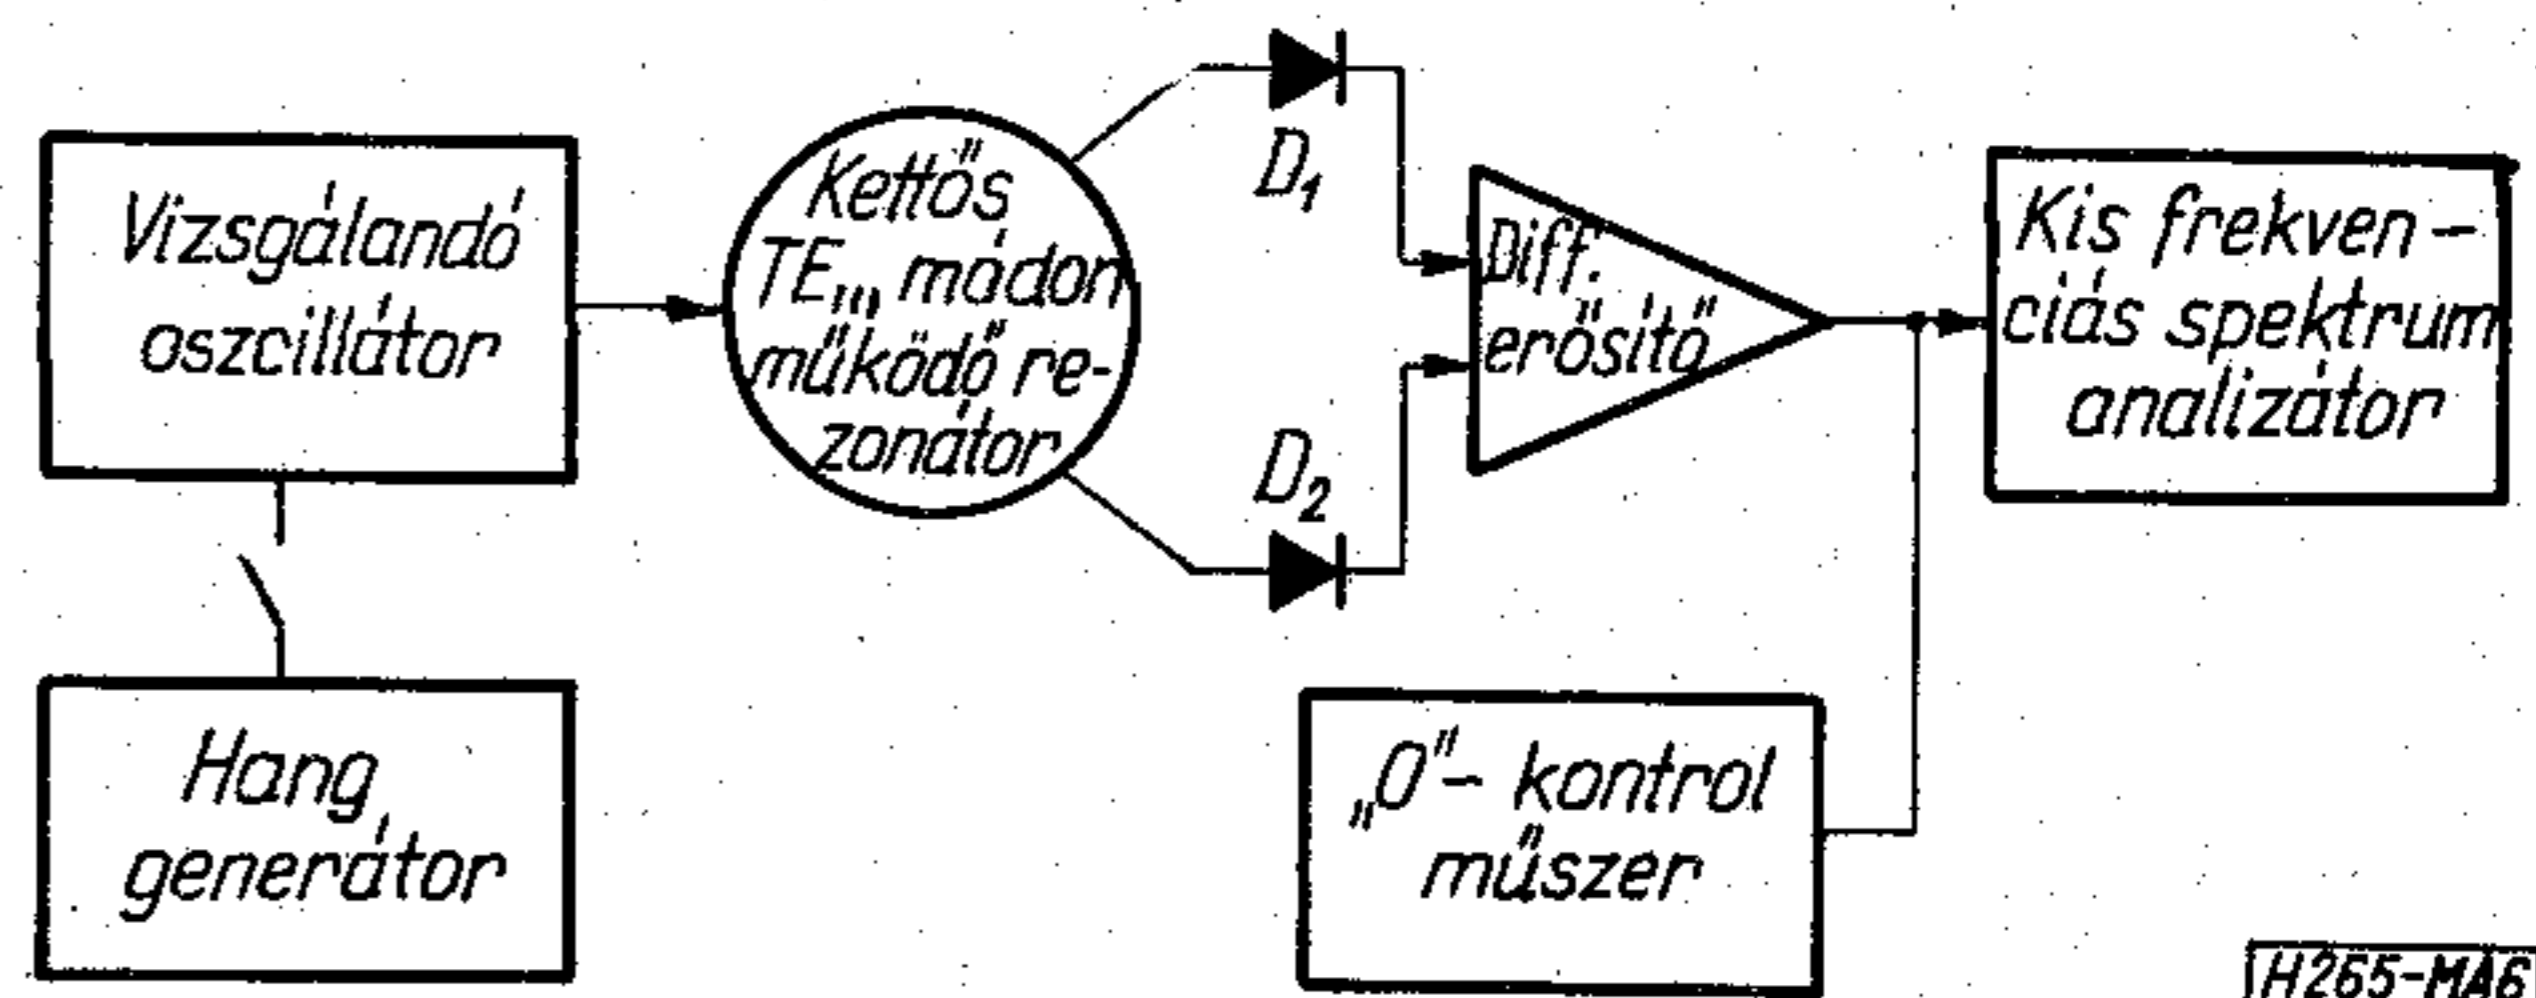 Vizsgálandó
oszcillátor
Kettős
TE₁₁₁ módon
működő re-
zonátor
D₁
D₂
Diff.
erősítő
Kis frekven-
ciás spektrum
analizátor
Hang
generátor
„0”- kontrol
műszer
H265-MA6